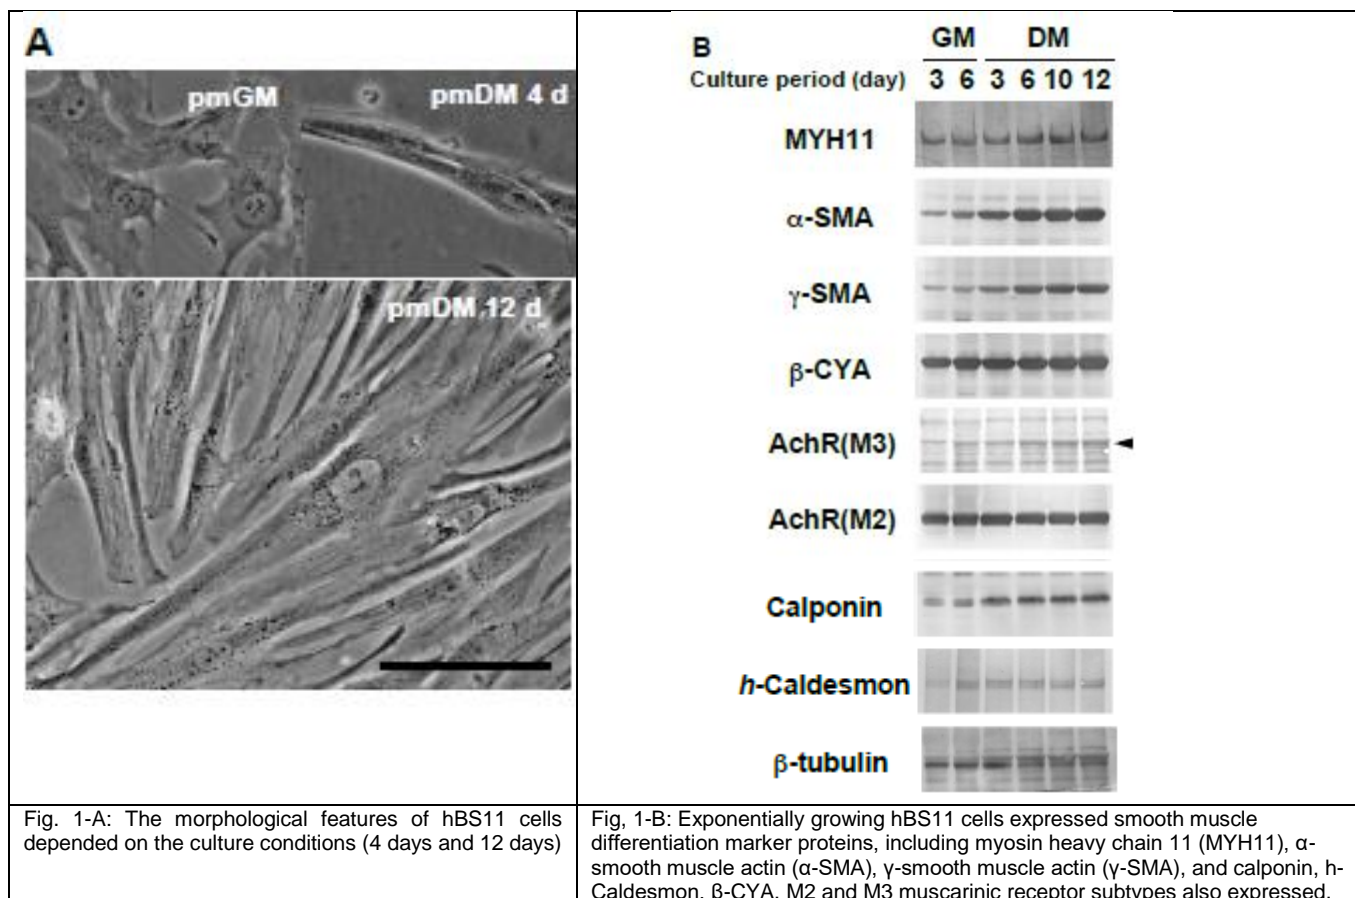 A
pmGM
pmDM 4 d
pmDM 12 d
B
GM DM
Culture period (day) 3 6 3 6 10 12
MYH11
α-SMA
γ-SMA
β-CYA
AchR(M3)
AchR(M2)
Calponin
h-Caldesmon
β-tubulin
Fig. 1-A: The morphological features of hBS11 cells
depended on the culture conditions (4 days and 12 days)
Fig, 1-B: Exponentially growing hBS11 cells expressed smooth muscle
differentiation marker proteins, including myosin heavy chain 11 (MYH11), α-
smooth muscle actin (α-SMA), γ-smooth muscle actin (γ-SMA), and calponin, h-
Caldesmon. β-CYA, M2 and M3 muscarinic receptor subtypes also expressed.